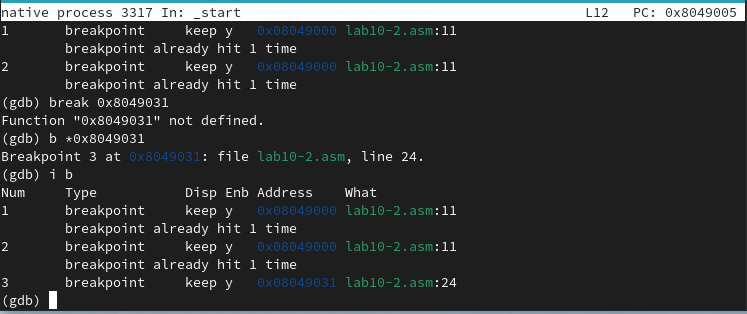 native process 3317 In: _start L12 PC: 0x8049005
1 breakpoint keep y 0x08049000 lab10-2.asm:11
breakpoint already hit 1 time
2 breakpoint keep y 0x08049000 lab10-2.asm:11
breakpoint already hit 1 time
(gdb) break 0x8049031
Function "0x8049031" not defined.
(gdb) b *0x8049031
Breakpoint 3 at 0x8049031: file lab10-2.asm, line 24.
(gdb) i b
Num Type Disp Enb Address What
1 breakpoint keep y 0x08049000 lab10-2.asm:11
breakpoint already hit 1 time
2 breakpoint keep y 0x08049000 lab10-2.asm:11
breakpoint already hit 1 time
3 breakpoint keep y 0x08049031 lab10-2.asm:24
(gdb)